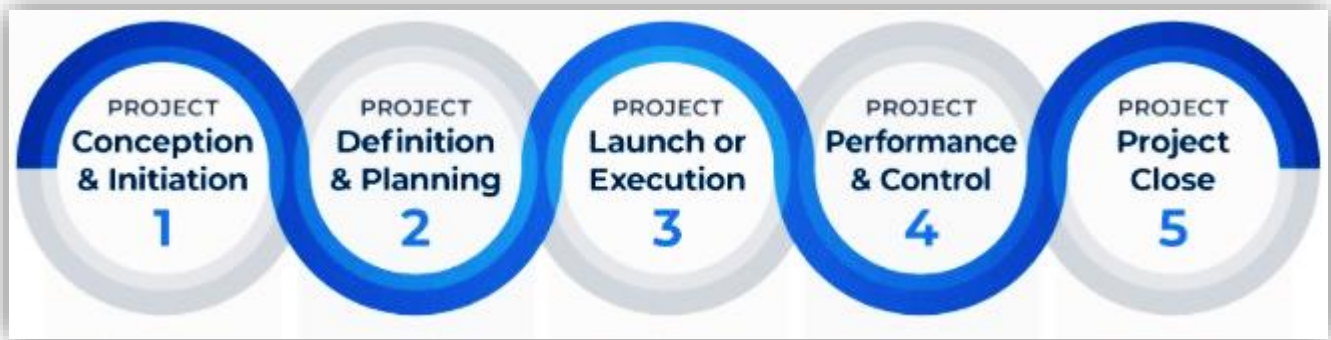 PROJECT
Conception
& Initiation
1
PROJECT
Definition
& Planning
2
PROJECT
Launch or
Execution
3
PROJECT
Performance
& Control
4
PROJECT
Project
Close
5